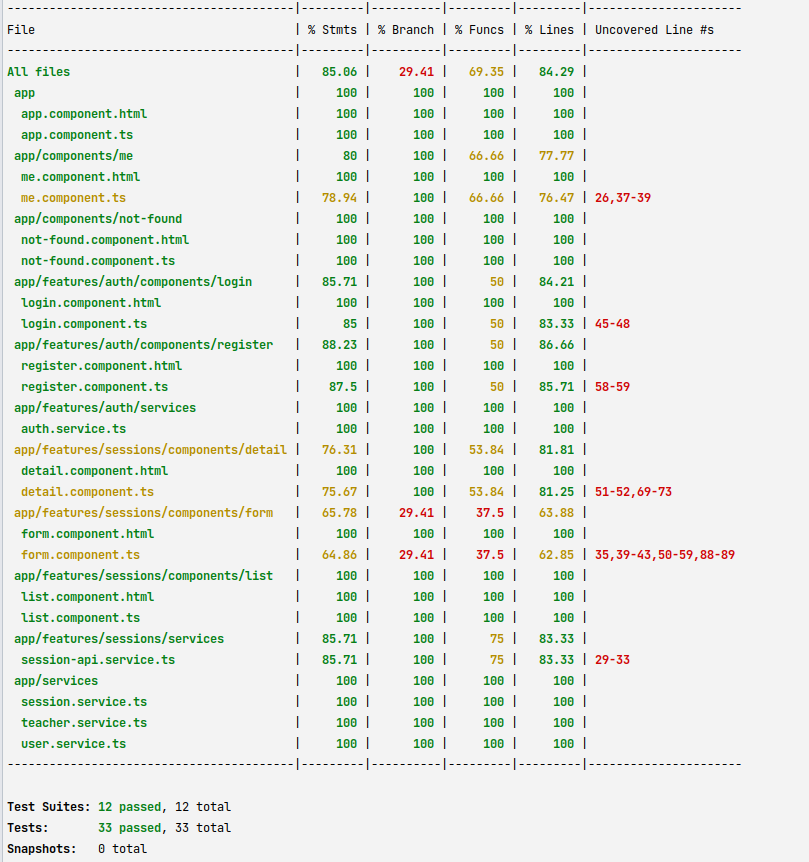 -----------------------------------------|---------|----------|---------|---------|----------------------
File                                     | % Stmts | % Branch | % Funcs | % Lines | Uncovered Line #s
-----------------------------------------|---------|----------|---------|---------|----------------------
All files                                |   85.06 |    29.41 |   69.35 |   84.29 |
 app                                     |     100 |      100 |     100 |     100 |
  app.component.html                     |     100 |      100 |     100 |     100 |
  app.component.ts                       |     100 |      100 |     100 |     100 |
 app/components/me                       |      80 |      100 |   66.66 |   77.77 |
  me.component.html                      |     100 |      100 |     100 |     100 |
  me.component.ts                        |   78.94 |      100 |   66.66 |   76.47 | 26,37-39
 app/components/not-found                |     100 |      100 |     100 |     100 |
  not-found.component.html               |     100 |      100 |     100 |     100 |
  not-found.component.ts                 |     100 |      100 |     100 |     100 |
 app/features/auth/components/login      |   85.71 |      100 |      50 |   84.21 |
  login.component.html                   |     100 |      100 |     100 |     100 |
  login.component.ts                     |      85 |      100 |      50 |   83.33 | 45-48
 app/features/auth/components/register   |   88.23 |      100 |      50 |   86.66 |
  register.component.html                |     100 |      100 |     100 |     100 |
  register.component.ts                  |    87.5 |      100 |      50 |   85.71 | 58-59
 app/features/auth/services              |     100 |      100 |     100 |     100 |
  auth.service.ts                        |     100 |      100 |     100 |     100 |
 app/features/sessions/components/detail |   76.31 |      100 |   53.84 |   81.81 |
  detail.component.html                  |     100 |      100 |     100 |     100 |
  detail.component.ts                    |   75.67 |      100 |   53.84 |   81.25 | 51-52,69-73
 app/features/sessions/components/form   |   65.78 |    29.41 |    37.5 |   63.88 |
  form.component.html                    |     100 |      100 |     100 |     100 |
  form.component.ts                      |   64.86 |    29.41 |    37.5 |   62.85 | 35,39-43,50-59,88-89
 app/features/sessions/components/list   |     100 |      100 |     100 |     100 |
  list.component.html                    |     100 |      100 |     100 |     100 |
  list.component.ts                      |     100 |      100 |     100 |     100 |
 app/features/sessions/services          |   85.71 |      100 |      75 |   83.33 |
  session-api.service.ts                 |   85.71 |      100 |      75 |   83.33 | 29-33
 app/services                            |     100 |      100 |     100 |     100 |
  session.service.ts                     |     100 |      100 |     100 |     100 |
  teacher.service.ts                     |     100 |      100 |     100 |     100 |
  user.service.ts                        |     100 |      100 |     100 |     100 |
-----------------------------------------|---------|----------|---------|---------|----------------------
Test Suites: 12 passed, 12 total
Tests:       33 passed, 33 total
Snapshots:   0 total